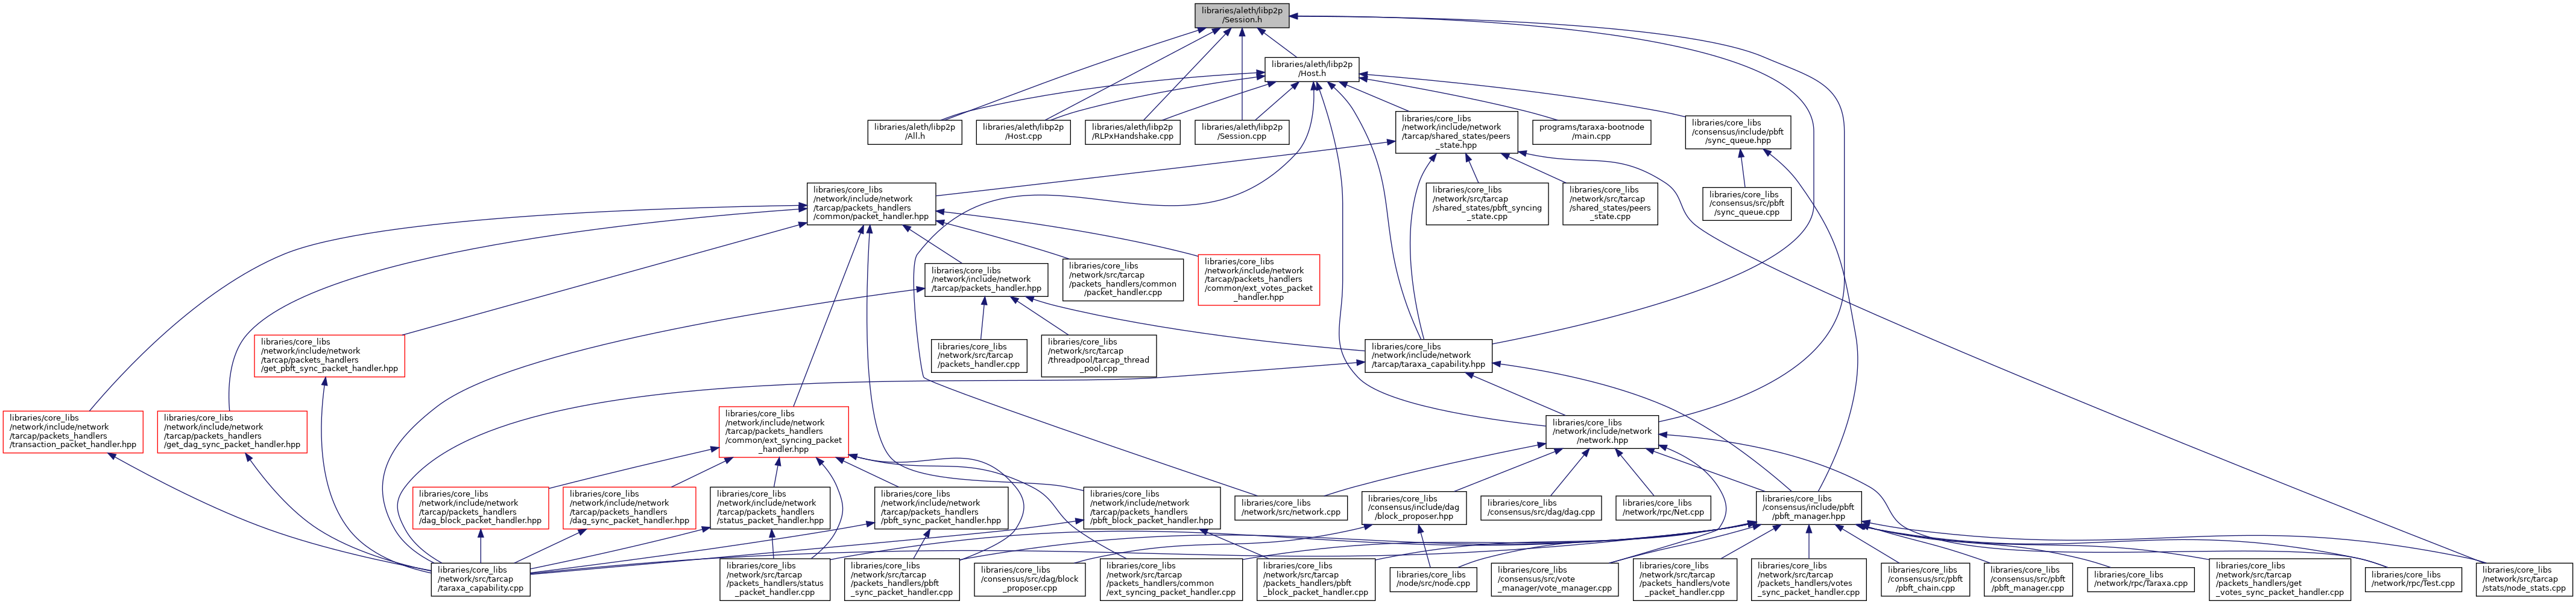 libraries/aleth/libp2p
/Session.h
libraries/aleth/libp2p
/Host.h
libraries/aleth/libp2p
/All.h
libraries/aleth/libp2p
/Host.cpp
libraries/aleth/libp2p
/RLPxHandshake.cpp
libraries/aleth/libp2p
/Session.cpp
libraries/core_libs
/network/include/network
/tarcap/shared_states/peers
_state.hpp
programs/taraxa-bootnode
/main.cpp
libraries/core_libs
/consensus/include/pbft
/sync_queue.hpp
libraries/core_libs
/network/include/network
/tarcap/packets_handlers
/common/packet_handler.hpp
libraries/core_libs
/network/src/tarcap
/shared_states/pbft_syncing
_state.cpp
libraries/core_libs
/network/src/tarcap
/shared_states/peers
_state.cpp
libraries/core_libs
/consensus/src/pbft
/sync_queue.cpp
libraries/core_libs
/network/include/network
/tarcap/packets_handler.hpp
libraries/core_libs
/network/src/tarcap
/packets_handlers/common
/packet_handler.cpp
libraries/core_libs
/network/include/network
/tarcap/packets_handlers
/common/ext_votes_packet
_handler.hpp
libraries/core_libs
/network/include/network
/tarcap/packets_handlers
/get_pbft_sync_packet_handler.hpp
libraries/core_libs
/network/src/tarcap
/packets_handler.cpp
libraries/core_libs
/network/src/tarcap
/threadpool/tarcap_thread
_pool.cpp
libraries/core_libs
/network/include/network
/tarcap/taraxa_capability.hpp
libraries/core_libs
/network/include/network
/tarcap/packets_handlers
/transaction_packet_handler.hpp
libraries/core_libs
/network/include/network
/tarcap/packets_handlers
/get_dag_sync_packet_handler.hpp
libraries/core_libs
/network/include/network
/tarcap/packets_handlers
/common/ext_syncing_packet
_handler.hpp
libraries/core_libs
/network/include/network
/network.hpp
libraries/core_libs
/network/include/network
/tarcap/packets_handlers
/dag_block_packet_handler.hpp
libraries/core_libs
/network/include/network
/tarcap/packets_handlers
/dag_sync_packet_handler.hpp
libraries/core_libs
/network/include/network
/tarcap/packets_handlers
/status_packet_handler.hpp
libraries/core_libs
/network/include/network
/tarcap/packets_handlers
/pbft_sync_packet_handler.hpp
libraries/core_libs
/network/include/network
/tarcap/packets_handlers
/pbft_block_packet_handler.hpp
libraries/core_libs
/network/src/network.cpp
libraries/core_libs
/consensus/include/dag
/block_proposer.hpp
libraries/core_libs
/consensus/src/dag/dag.cpp
libraries/core_libs
/network/rpc/Net.cpp
libraries/core_libs
/consensus/include/pbft
/pbft_manager.hpp
libraries/core_libs
/network/src/tarcap
/taraxa_capability.cpp
libraries/core_libs
/network/src/tarcap
/packets_handlers/status
_packet_handler.cpp
libraries/core_libs
/network/src/tarcap
/packets_handlers/pbft
_sync_packet_handler.cpp
libraries/core_libs
/consensus/src/dag/block
_proposer.cpp
libraries/core_libs
/network/src/tarcap
/packets_handlers/common
/ext_syncing_packet_handler.cpp
libraries/core_libs
/network/src/tarcap
/packets_handlers/pbft
_block_packet_handler.cpp
libraries/core_libs
/node/src/node.cpp
libraries/core_libs
/consensus/src/vote
_manager/vote_manager.cpp
libraries/core_libs
/network/src/tarcap
/packets_handlers/vote
_packet_handler.cpp
libraries/core_libs
/network/src/tarcap
/packets_handlers/votes
_sync_packet_handler.cpp
libraries/core_libs
/consensus/src/pbft
/pbft_chain.cpp
libraries/core_libs
/consensus/src/pbft
/pbft_manager.cpp
libraries/core_libs
/network/rpc/Taraxa.cpp
libraries/core_libs
/network/src/tarcap
/packets_handlers/get
_votes_sync_packet_handler.cpp
libraries/core_libs
/network/rpc/Test.cpp
libraries/core_libs
/network/src/tarcap
/stats/node_stats.cpp